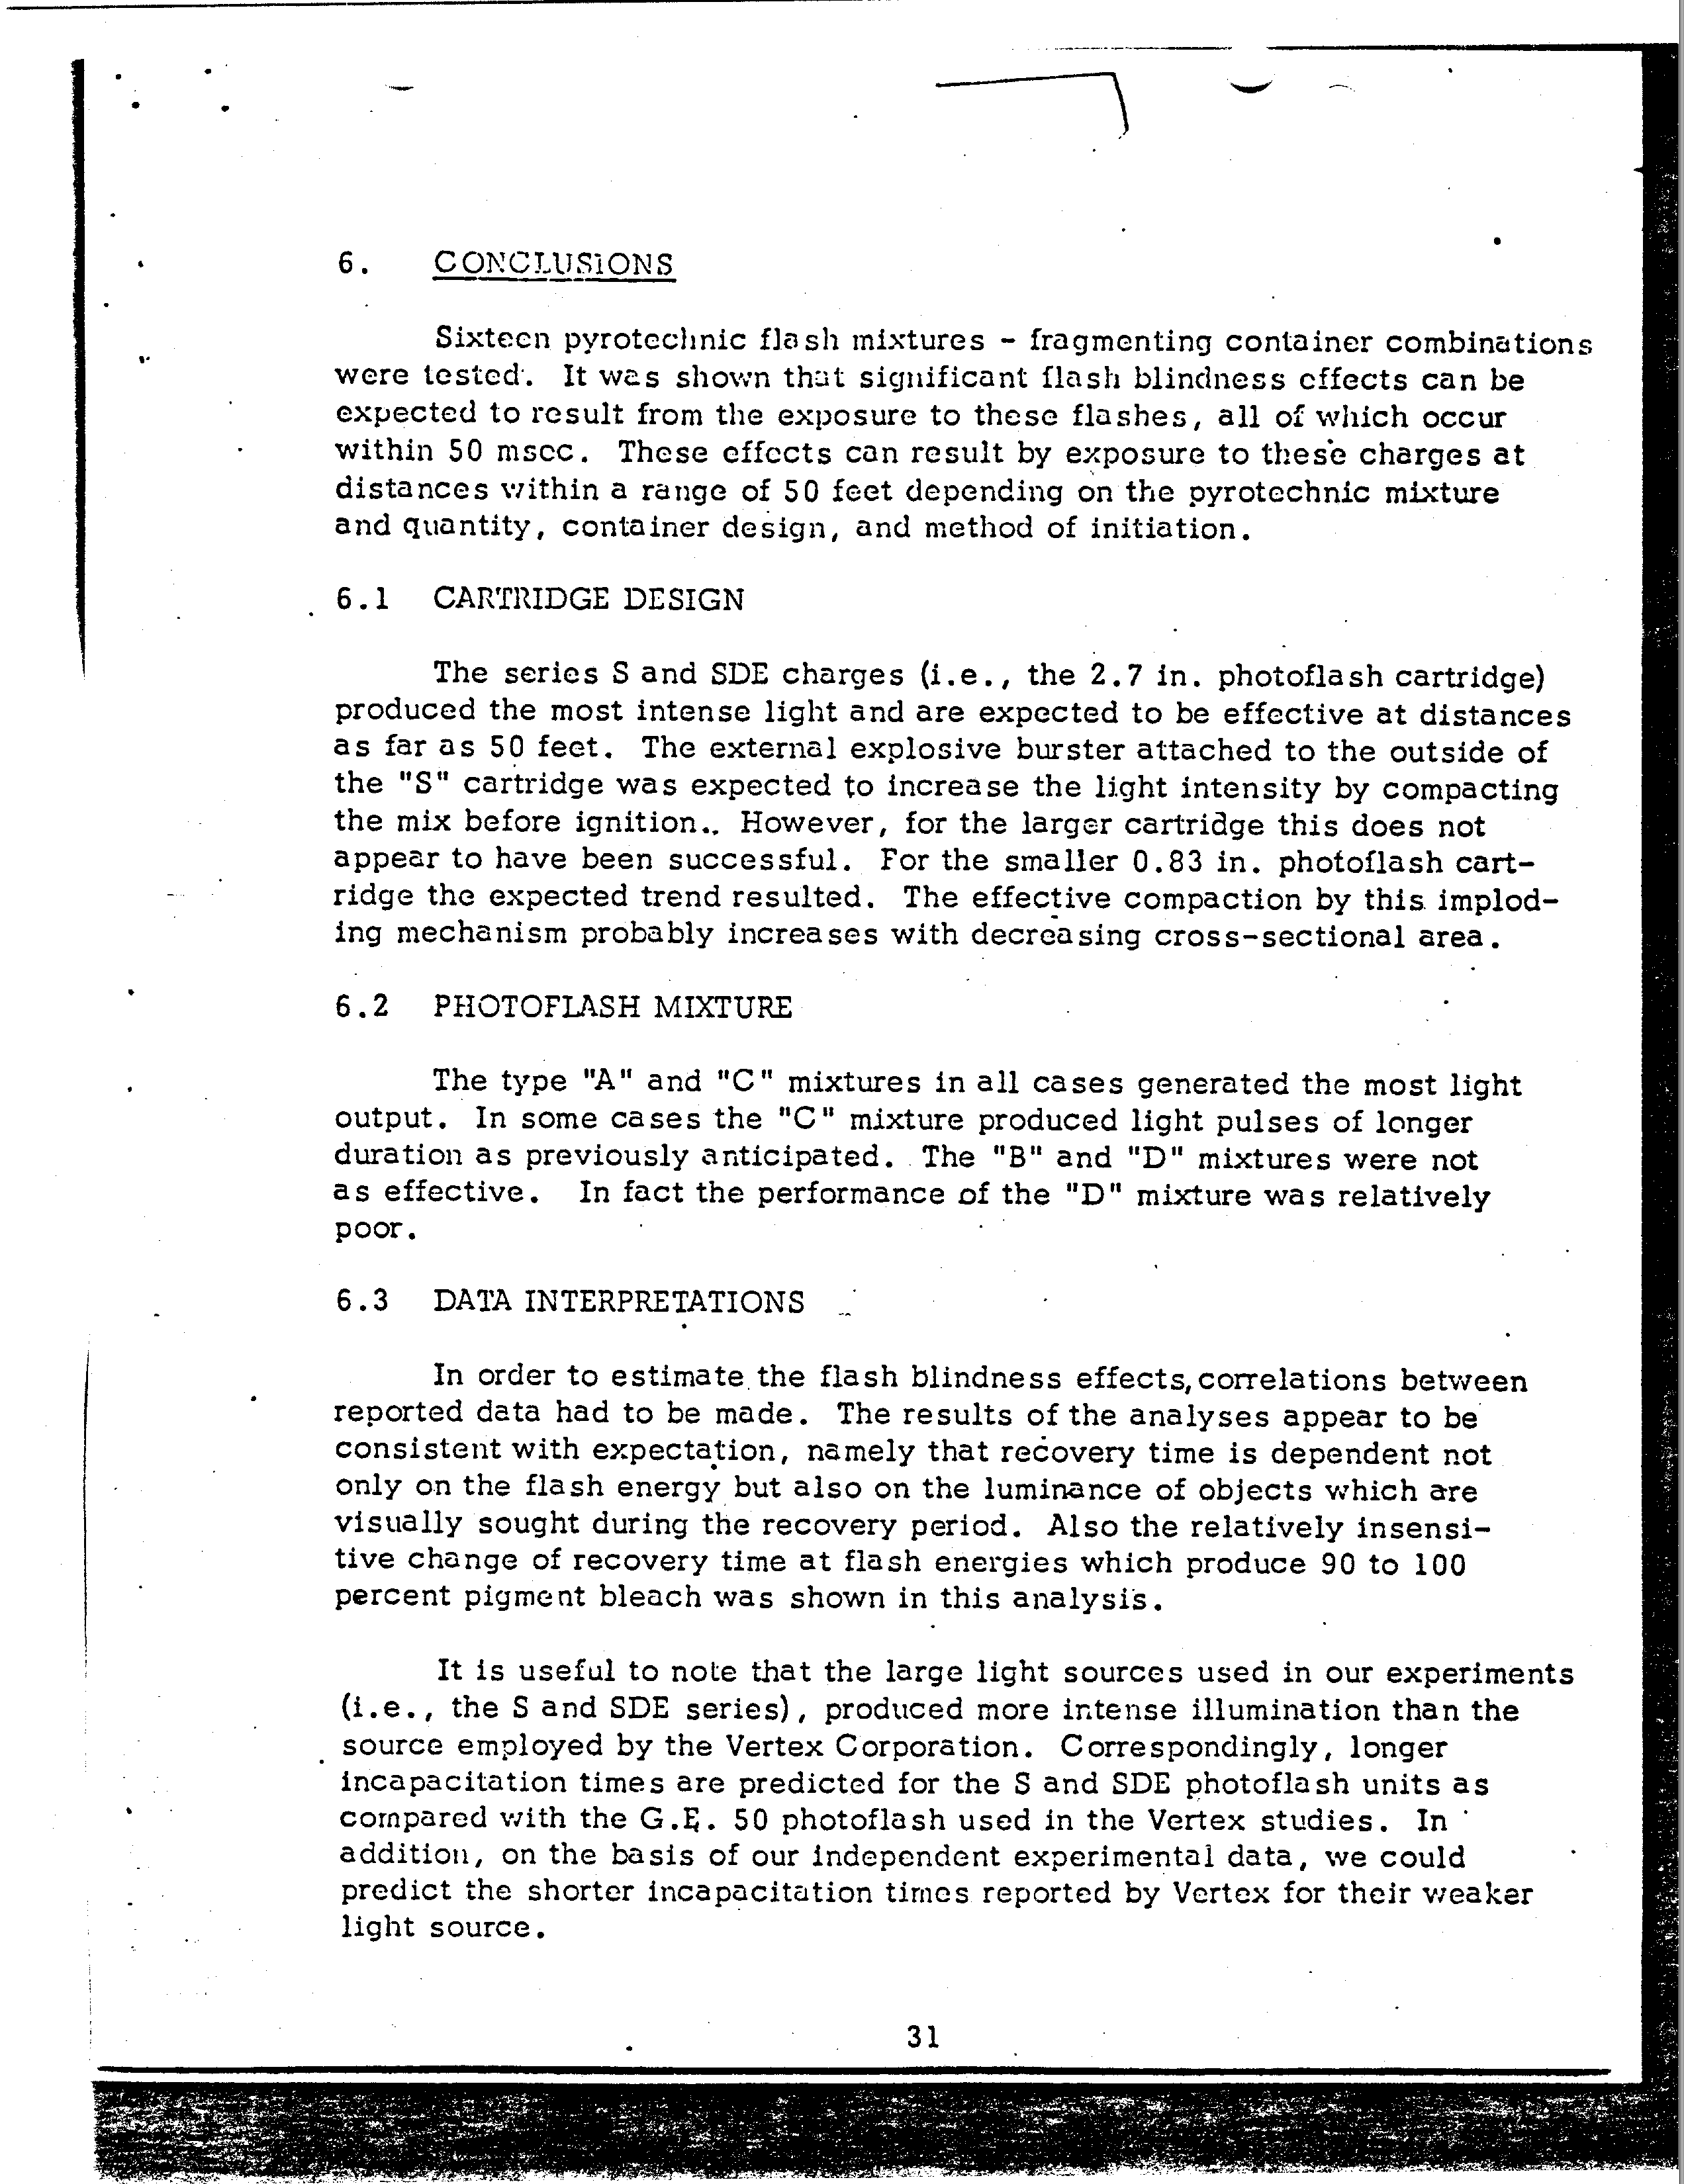 6. CONCLUSIONS
Sixteen pyrotechnic flash mixtures - fragmenting container combinations
were tested. It was shown that significant flash blindness effects can be
expected to result from the exposure to these flashes, all of which occur
within 50 msec. These effects can result by exposure to these charges at
distances within a range of 50 feet depending on the pyrotechnic mixture
and quantity, container design, and method of initiation.
6.1 CARTRIDGE DESIGN
The series S and SDE charges (i.e., the 2.7 in. photoflash cartridge)
produced the most intense light and are expected to be effective at distances
as far as 50 feet. The external explosive burster attached to the outside of
the "S" cartridge was expected to increase the light intensity by compacting
the mix before ignition.. However, for the larger cartridge this does not
appear to have been successful. For the smaller 0.83 in. photoflash cart-
ridge the expected trend resulted. The effective compaction by this implod-
ing mechanism probably increases with decreasing cross-sectional area.
6.2 PHOTOFLASH MIXTURE
The type "A" and "C" mixtures in all cases generated the most light
output. In some cases the "C" mixture produced light pulses of longer
duration as previously anticipated. The "B" and "D" mixtures were not
as effective. In fact the performance of the "D" mixture was relatively
poor.
6.3 DATA INTERPRETATIONS
In order to estimate the flash blindness effects, correlations between
reported data had to be made. The results of the analyses appear to be
consistent with expectation, namely that recovery time is dependent not
only on the flash energy but also on the luminance of objects which are
visually sought during the recovery period. Also the relatively insensi-
tive change of recovery time at flash energies which produce 90 to 100
percent pigment bleach was shown in this analysis.
It is useful to note that the large light sources used in our experiments
(i.e., the S and SDE series), produced more intense illumination than the
source employed by the Vertex Corporation. Correspondingly, longer
incapacitation times are predicted for the S and SDE photoflash units as
compared with the G.E. 50 photoflash used in the Vertex studies. In
addition, on the basis of our independent experimental data, we could
predict the shorter incapacitation times reported by Vertex for their weaker
light source.
31